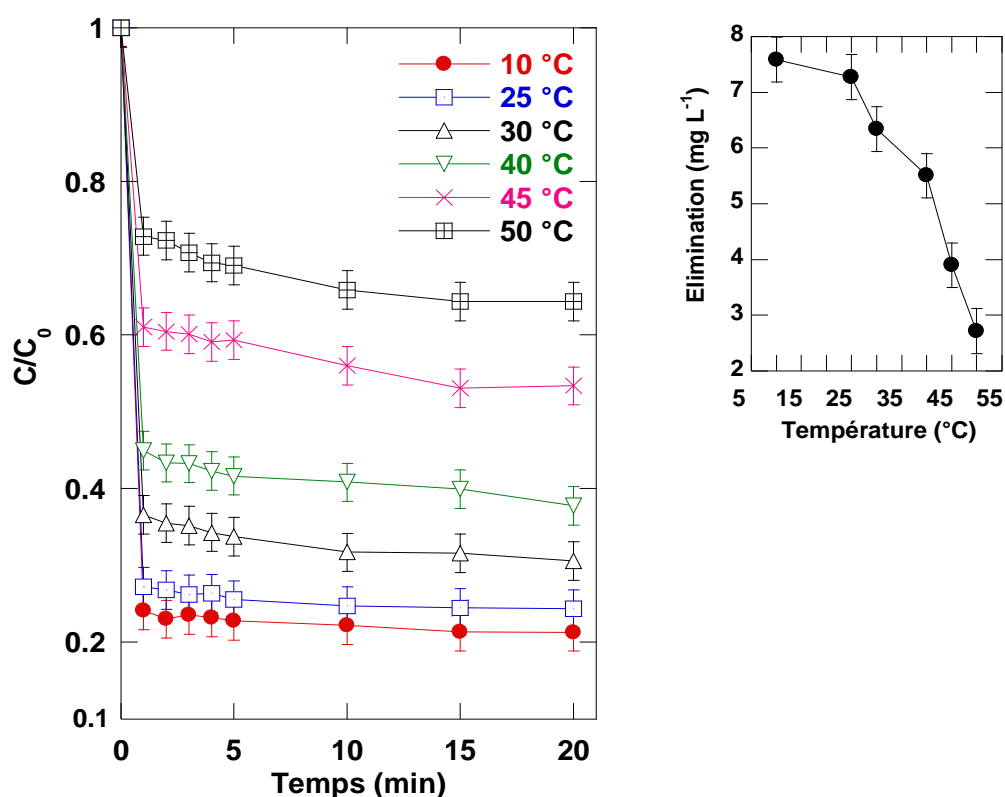 C/C0
1
0.8
0.6
0.4
0.2
0.1
0 5 10 15 20
Temps (min)
10 °C
25 °C
30 °C
40 °C
45 °C
50 °C
Elimination (mg L-1)
8
7
6
5
4
3
2
5 15 25 35 45 55
Température (°C)